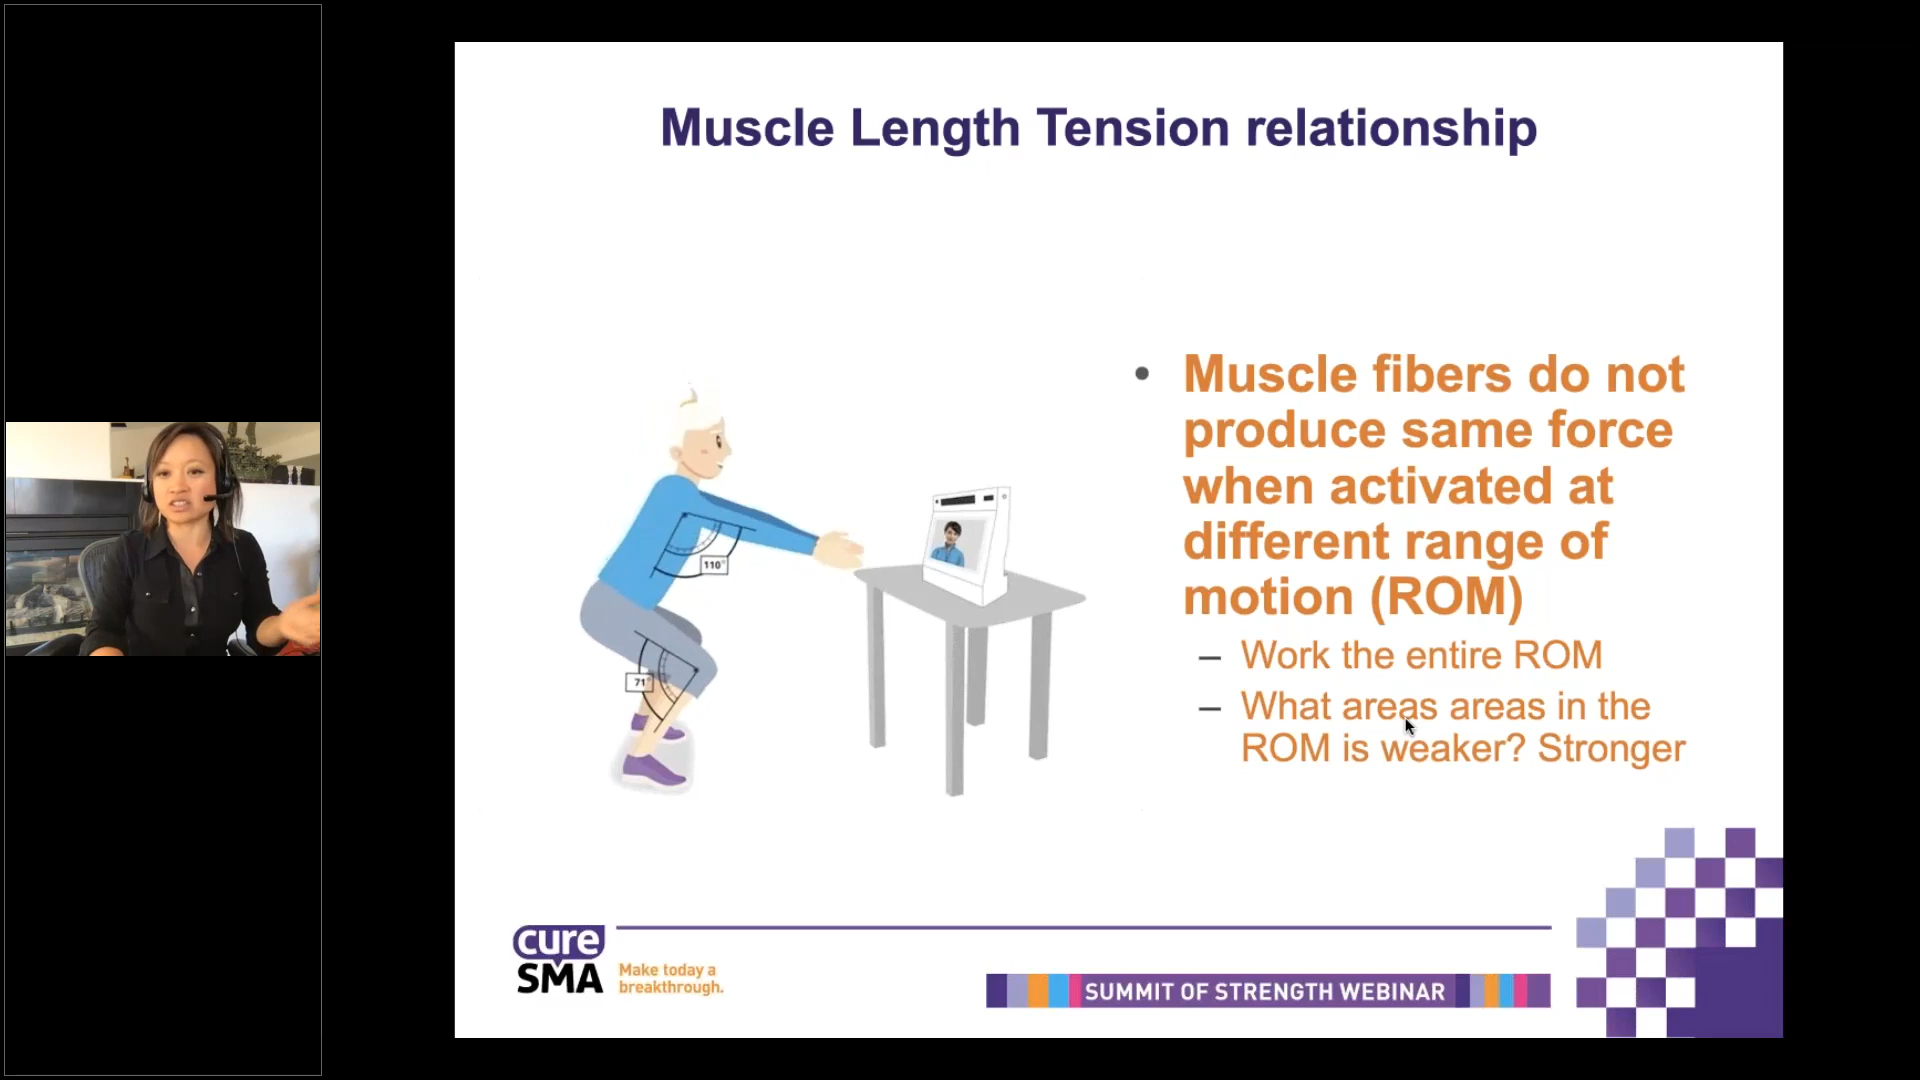 Muscle Length Tension relationship
• Muscle fibers do not
produce same force
when activated at
different range of
motion (ROM)
– Work the entire ROM
– What areas areas in the
ROM is weaker? Stronger
110°
71°
cure
SMA
Make today a
breakthrough.
SUMMIT OF STRENGTH WEBINAR